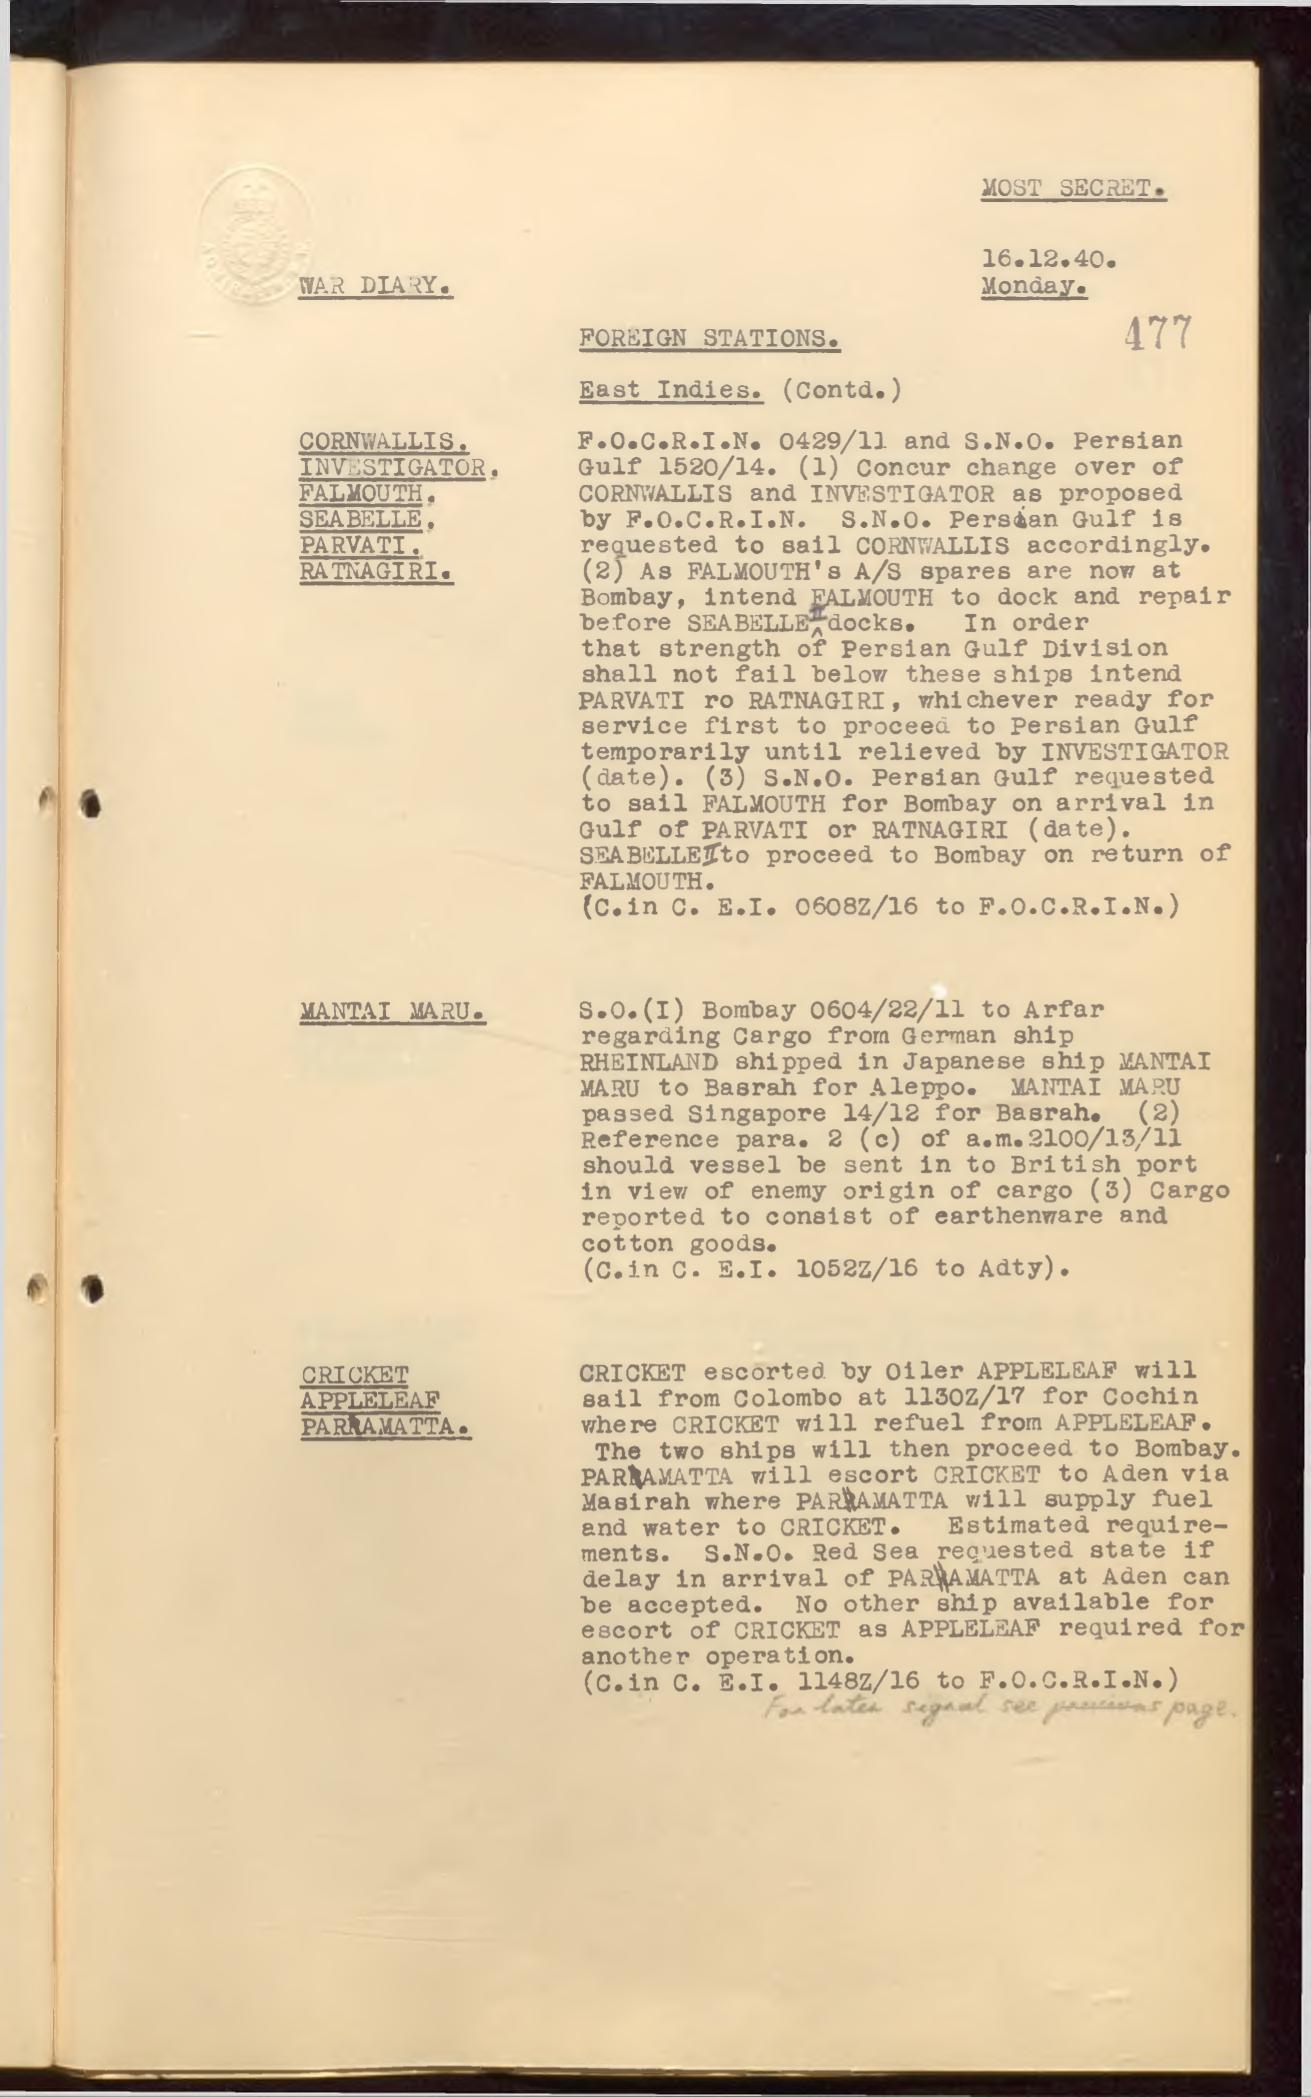 MOST SECRET.
16.12.40.
WAR DIARY.
Monday.
477
FOREIGN STATIONS.
East Indies. (Contd.)
CORNWALLIS.
INVESTIGATOR.
FALMOUTH.
SEABELLE.
PARVATI.
RATNAGIRI.
F.O.C.R.I.N. 0429/11 and S.N.O. Persian
Gulf 1520/14. (1) Concur change over of
CORNWALLIS and INVESTIGATOR as proposed
by F.O.C.R.I.N. S.N.O. Persian Gulf is
requested to sail CORNWALLIS accordingly.
(2) As FALMOUTH's A/S spares are now at
Bombay, intend FALMOUTH to dock and repair
before SEABELLE II docks. In order
that strength of Persian Gulf Division
shall not fail below these ships intend
PARVATI ro RATNAGIRI, whichever ready for
service first to proceed to Persian Gulf
temporarily until relieved by INVESTIGATOR
(date). (3) S.N.O. Persian Gulf requested
to sail FALMOUTH for Bombay on arrival in
Gulf of PARVATI or RATNAGIRI (date).
SEABELLE II to proceed to Bombay on return of
FALMOUTH.
(C.in C. E.I. 0608Z/16 to F.O.C.R.I.N.)
MANTAI MARU.
S.O.(I) Bombay 0604/22/11 to Arfar
regarding Cargo from German ship
RHEINLAND shipped in Japanese ship MANTAI
MARU to Basrah for Aleppo. MANTAI MARU
passed Singapore 14/12 for Basrah. (2)
Reference para. 2 (c) of a.m.2100/13/11
should vessel be sent in to British port
in view of enemy origin of cargo (3) Cargo
reported to consist of earthenware and
cotton goods.
(C.in C. E.I. 1052Z/16 to Adty).
CRICKET
APPLELEAF
PARRAMATTA.
CRICKET escorted by Oiler APPLELEAF will
sail from Colombo at 1130Z/17 for Cochin
where CRICKET will refuel from APPLELEAF.
The two ships will then proceed to Bombay.
PARRAMATTA will escort CRICKET to Aden via
Masirah where PARRAMATTA will supply fuel
and water to CRICKET. Estimated require-
ments. S.N.O. Red Sea requested state if
delay in arrival of PARRAMATTA at Aden can
be accepted. No other ship available for
escort of CRICKET as APPLELEAF required for
another operation.
(C.in C. E.I. 1148Z/16 to F.O.C.R.I.N.)
For later signal see previous page.